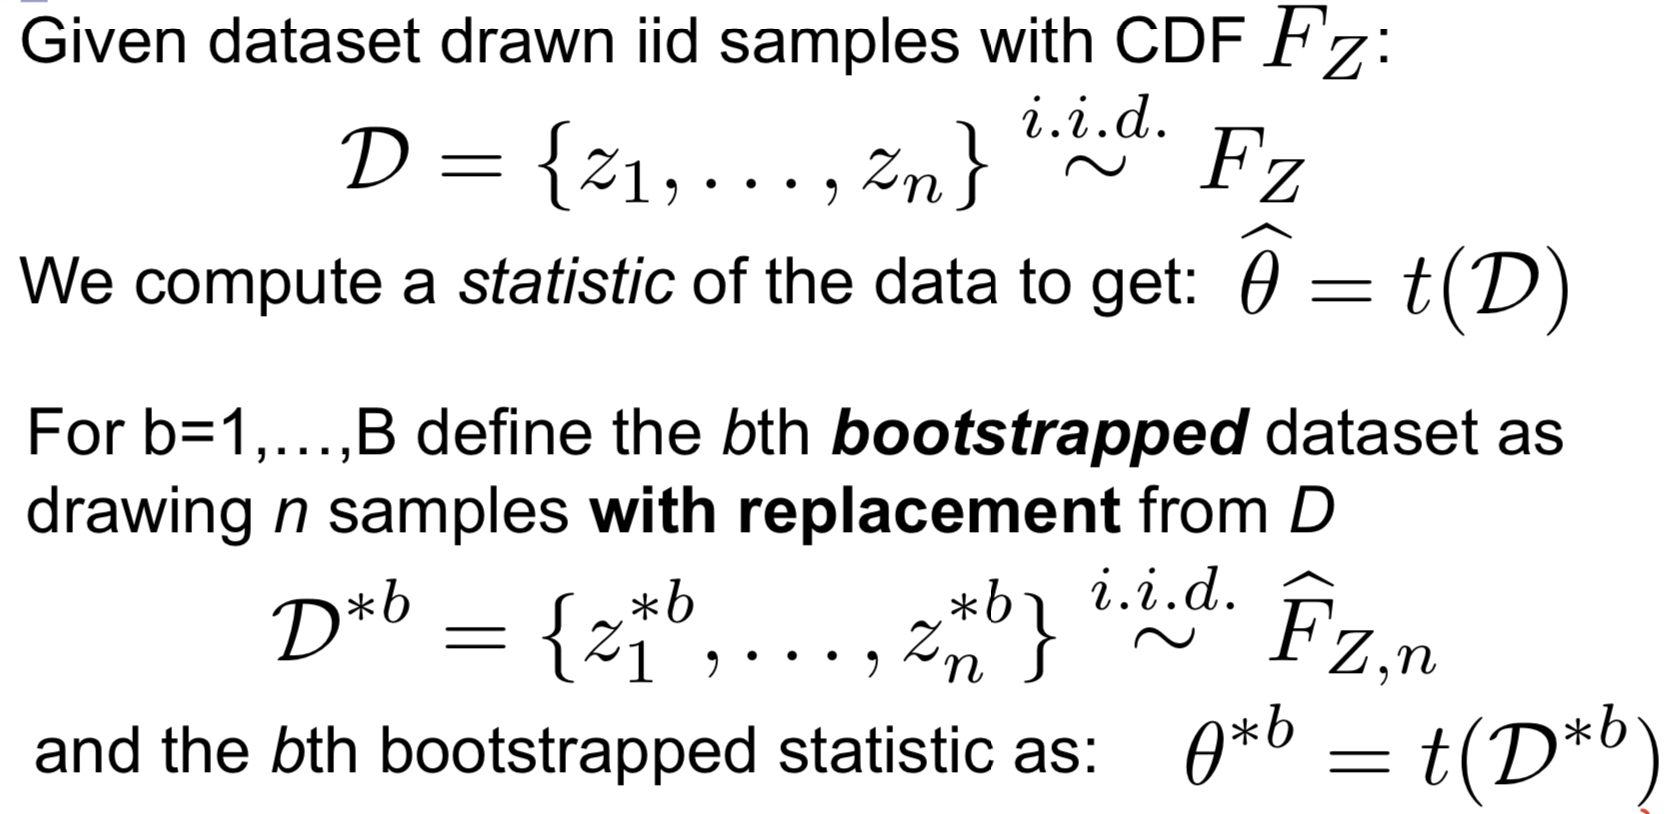 Given dataset drawn iid samples with CDF $F_Z$:
$\mathcal{D} = \{z_1, \ldots, z_n\} \overset{i.i.d.}{\sim} F_Z$
We compute a statistic of the data to get: $\widehat{\theta} = t(\mathcal{D})$
For b=1,…,B define the bth bootstrapped dataset as
drawing n samples with replacement from D
$\mathcal{D}^{*b} = \{z_1^{*b}, \ldots, z_n^{*b}\} \overset{i.i.d.}{\sim} \widehat{F}_{Z,n}$
and the bth bootstrapped statistic as: $\theta^{*b} = t(\mathcal{D}^{*b})$